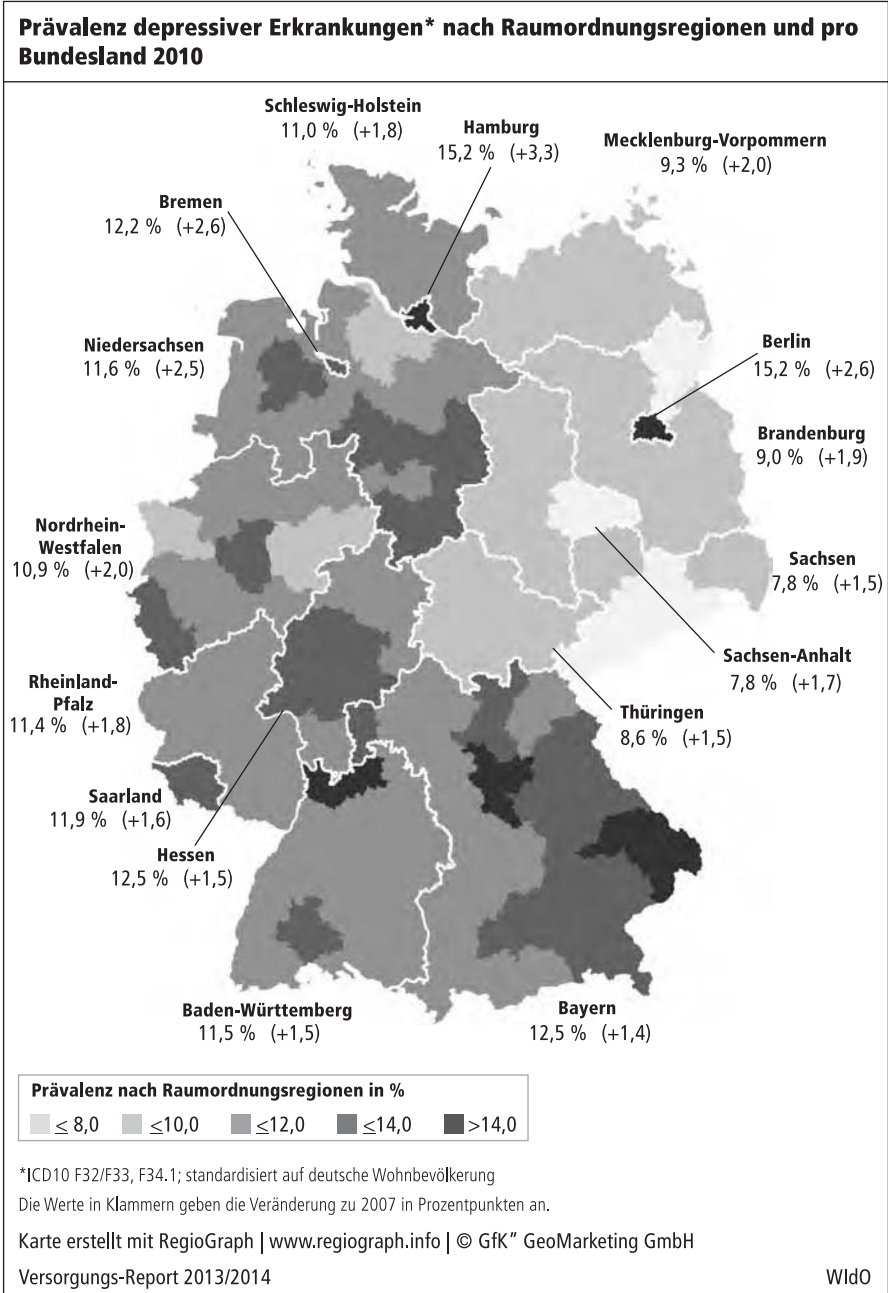 Prävalenz depressiver Erkrankungen* nach Raumordnungsregionen und pro
Bundesland 2010
Schleswig-Holstein
11,0 % (+1,8)
Hamburg
15,2 % (+3,3)
Mecklenburg-Vorpommern
9,3 % (+2,0)
Bremen
12,2 % (+2,6)
Niedersachsen
11,6 % (+2,5)
Berlin
15,2 % (+2,6)
Brandenburg
9,0 % (+1,9)
Nordrhein-
Westfalen
10,9 % (+2,0)
Sachsen
7,8 % (+1,5)
Sachsen-Anhalt
7,8 % (+1,7)
Rheinland-
Pfalz
11,4 % (+1,8)
Thüringen
8,6 % (+1,5)
Saarland
11,9 % (+1,6)
Hessen
12,5 % (+1,5)
Baden-Württemberg
11,5 % (+1,5)
Bayern
12,5 % (+1,4)
Prävalenz nach Raumordnungsregionen in %
≤ 8,0 ≤10,0 ≤12,0 ≤14,0 >14,0
*ICD10 F32/F33, F34.1; standardisiert auf deutsche Wohnbevölkerung
Die Werte in Klammern geben die Veränderung zu 2007 in Prozentpunkten an.
Karte erstellt mit RegioGraph | www.regiograph.info | © GfK" GeoMarketing GmbH
Versorgungs-Report 2013/2014 WIdO